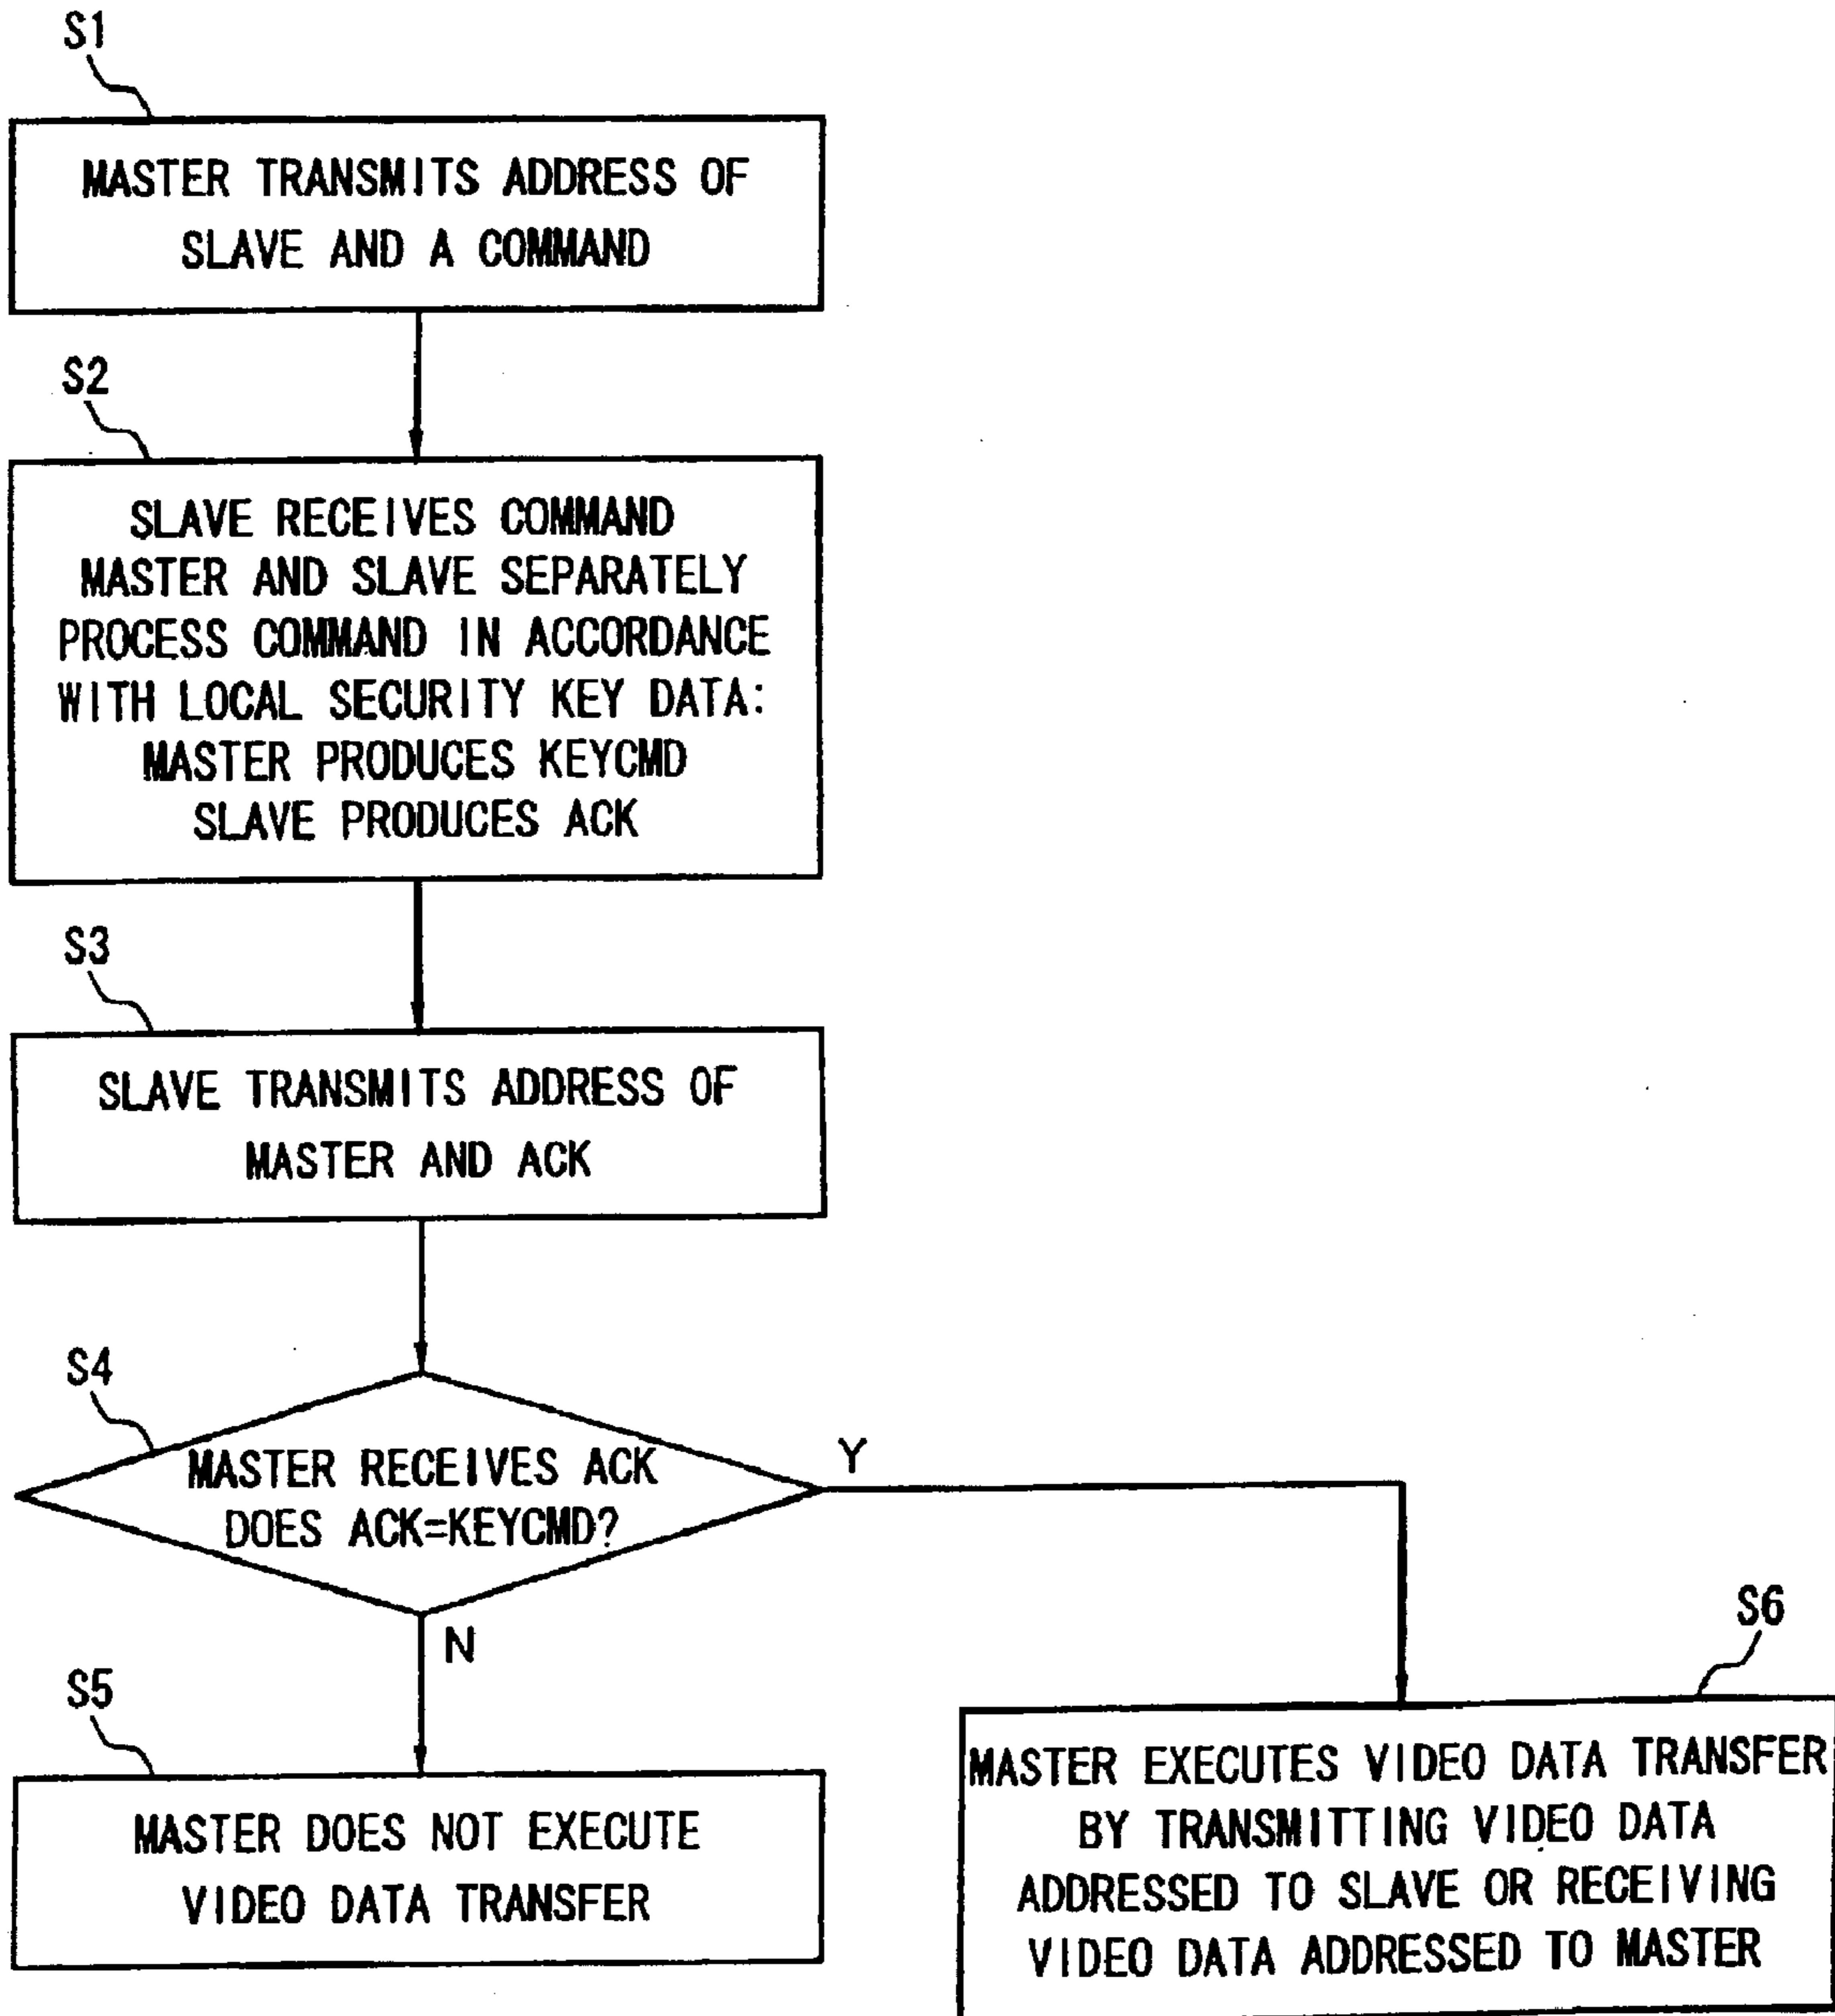 S1
MASTER TRANSMITS ADDRESS OF
SLAVE AND A COMMAND
S2
SLAVE RECEIVES COMMAND
MASTER AND SLAVE SEPARATELY
PROCESS COMMAND IN ACCORDANCE
WITH LOCAL SECURITY KEY DATA:
MASTER PRODUCES KEYCMD
SLAVE PRODUCES ACK
S3
SLAVE TRANSMITS ADDRESS OF
MASTER AND ACK
S4
MASTER RECEIVES ACK
DOES ACK=KEYCMD?
Y
N
S5
MASTER DOES NOT EXECUTE
VIDEO DATA TRANSFER
S6
MASTER EXECUTES VIDEO DATA TRANSFER
BY TRANSMITTING VIDEO DATA
ADDRESSED TO SLAVE OR RECEIVING
VIDEO DATA ADDRESSED TO MASTER